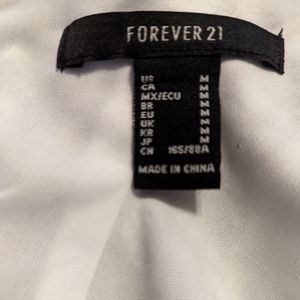 FOREVER 21
US M
CA M
MX/ECU M
BR M
EU M
UK M
KR M
JP M
CN 165/88A
MADE IN CHINA